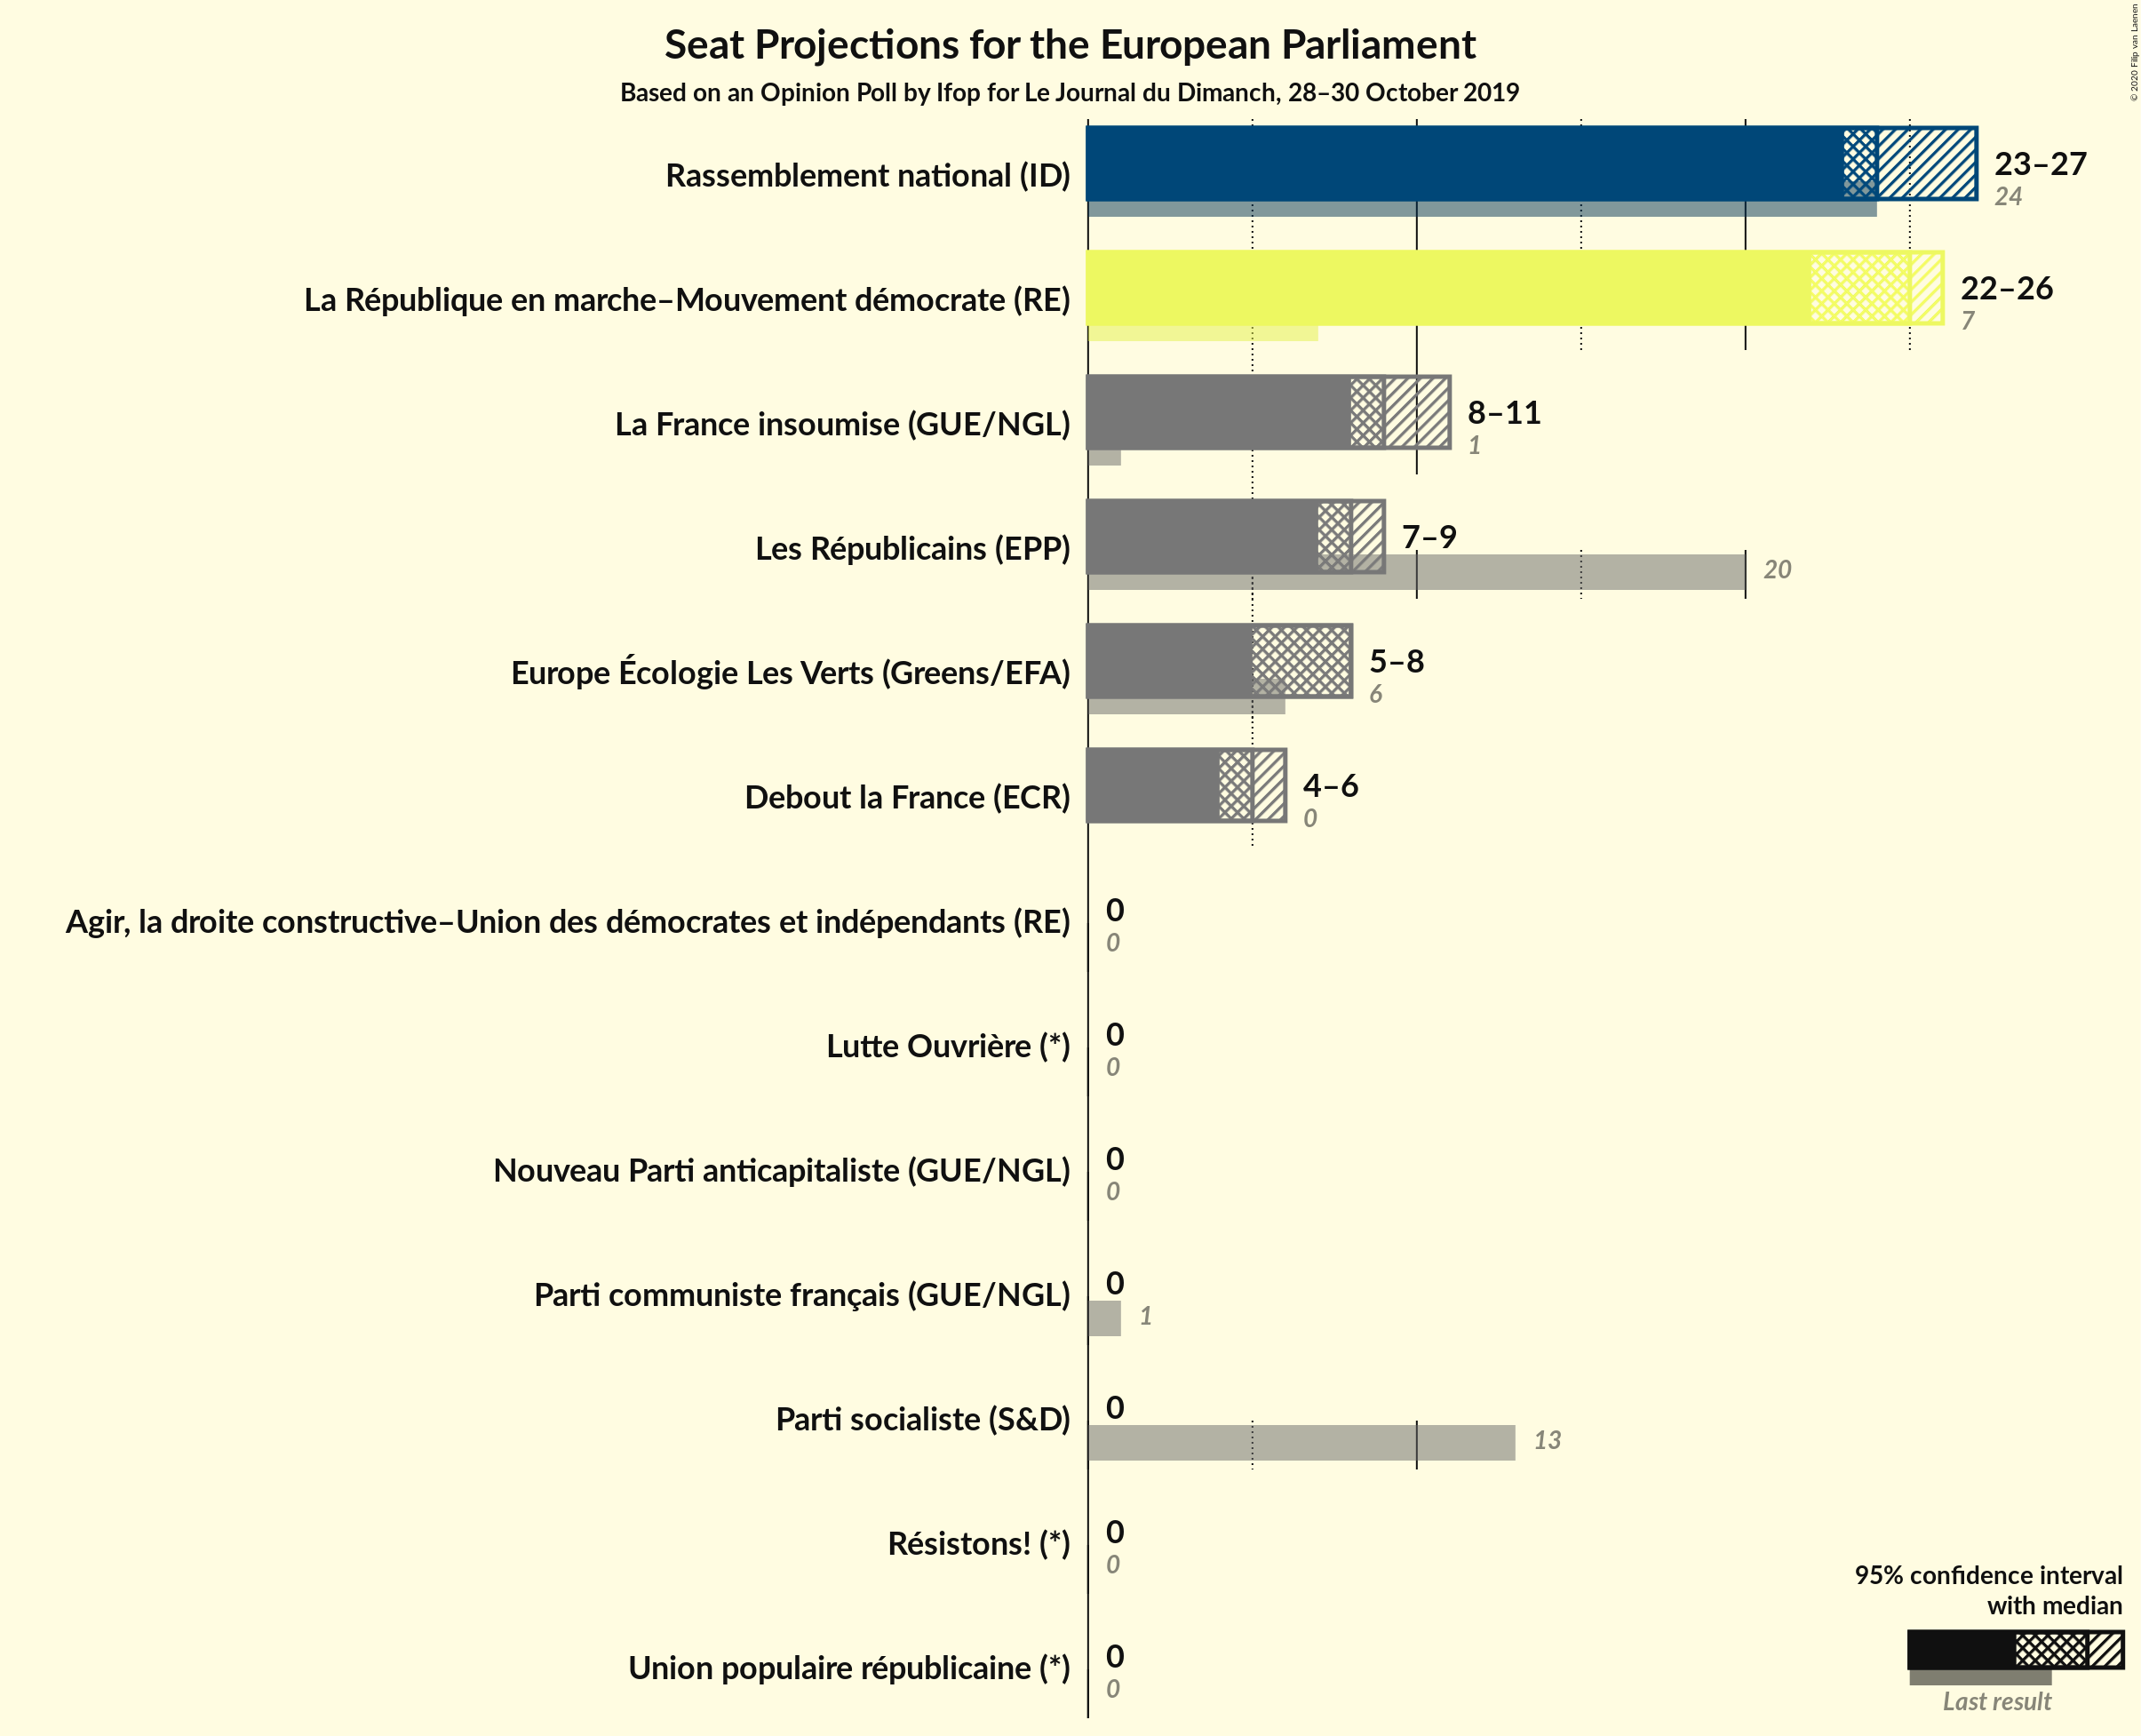 Seat Projections for the European Parliament
Based on an Opinion Poll by Ifop for Le Journal du Dimanch, 28–30 October 2019
© 2020 Filip van Laenen
Rassemblement national (ID)
23–27
24
La République en marche–Mouvement démocrate (RE)
22–26
7
La France insoumise (GUE/NGL)
8–11
1
Les Républicains (EPP)
7–9
20
Europe Écologie Les Verts (Greens/EFA)
5–8
6
Debout la France (ECR)
4–6
0
Agir, la droite constructive–Union des démocrates et indépendants (RE)
0
0
Lutte Ouvrière (*)
0
0
Nouveau Parti anticapitaliste (GUE/NGL)
0
0
Parti communiste français (GUE/NGL)
0
1
Parti socialiste (S&D)
0
13
Résistons! (*)
0
0
Union populaire républicaine (*)
0
0
95% confidence interval
with median
Last result